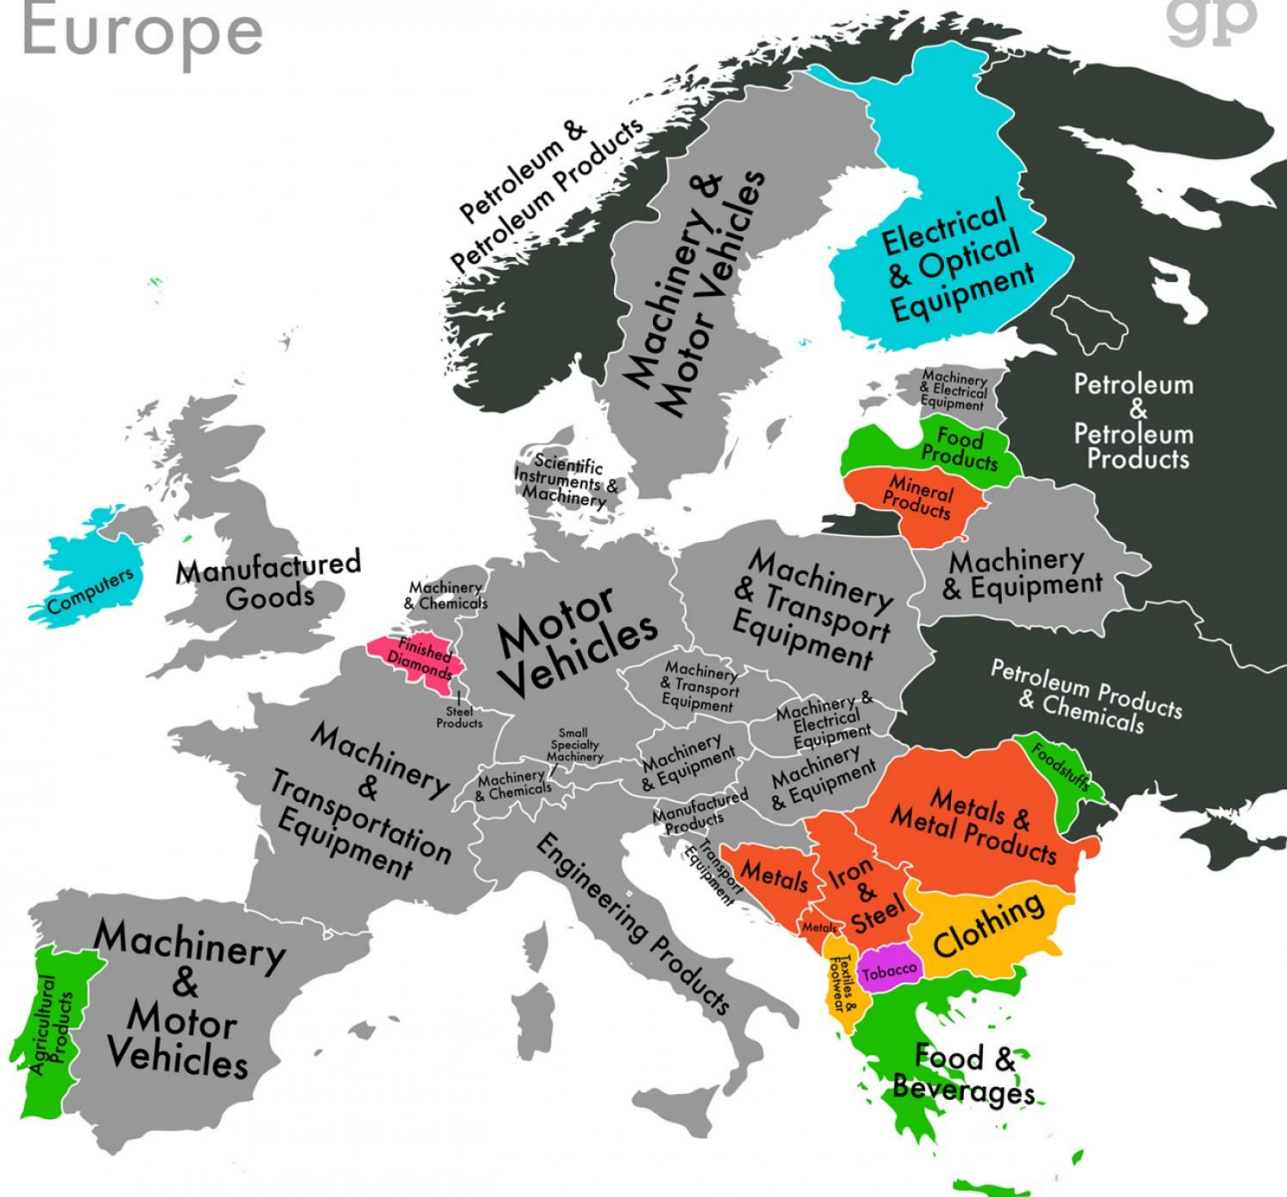 Europe
gp
Petroleum &
Petroleum Products
Machinery &
Motor Vehicles
Electrical
& Optical
Equipment
Petroleum
&
Petroleum
Products
Machinery
& Electrical
Equipment
Food
Products
Mineral
Products
Scientific
Instruments &
Machinery
Computers
Manufactured
Goods
Machinery
& Chemicals
Finished
Diamonds
Steel
Products
Motor
Vehicles
Machinery
& Transport
Equipment
Machinery
& Equipment
Machinery
& Transport
Equipment
Machinery &
Electrical
Equipment
Petroleum Products
& Chemicals
Foodstuffs
Small
Specialty
Machinery
Machinery
& Chemicals
Machinery
& Equipment
Machinery
& Equipment
Machinery
&
Transportation
Equipment
Manufactured
Products
Transport
Equipment
Engineering Products
Metals
Iron
&
Steel
Metals &
Metal Products
Metals
Clothing
Textiles &
Footwear
Tobacco
Machinery
&
Motor
Vehicles
Agricultural
Products
Food &
Beverages